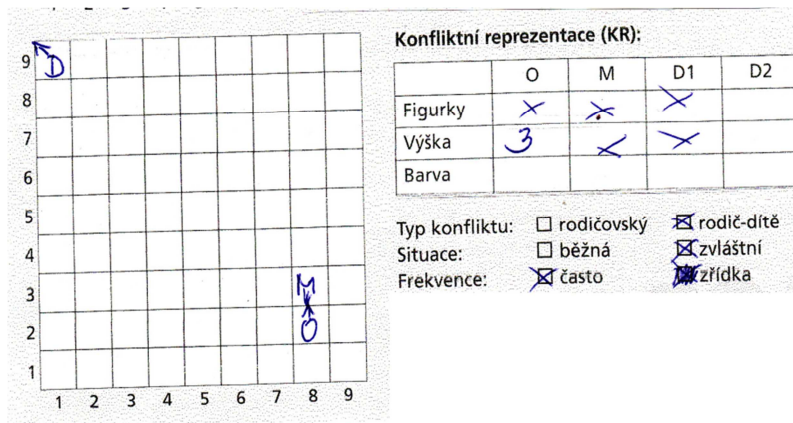 Konfliktní reprezentace (KR):
O M D1 D2
Figurky x x x
Výška 3 x x
Barva
Typ konfliktu: rodičovský rodič-dítě
Situace: běžná zvláštní
Frekvence: často zřídka
9 D
8
7
6
5
4
3 M
2 O
1
1 2 3 4 5 6 7 8 9